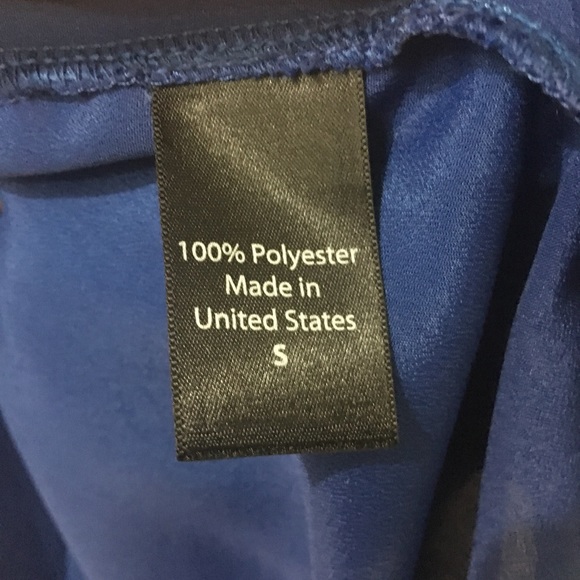 100% Polyester
Made in
United States
S